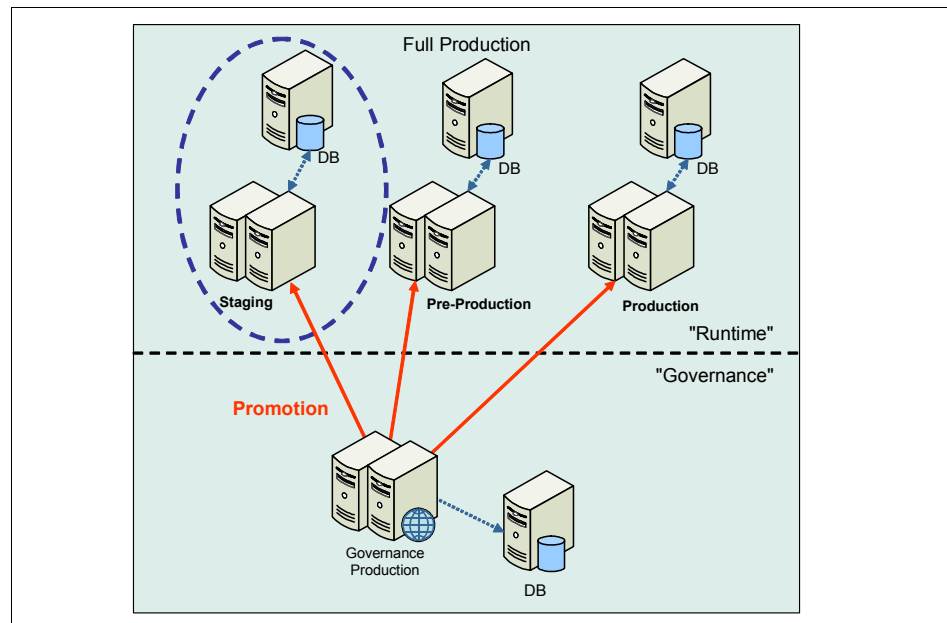 Full Production
DB
DB
DB
Staging
Pre-Production
Production
"Runtime"
"Governance"
Promotion
Governance
Production
DB